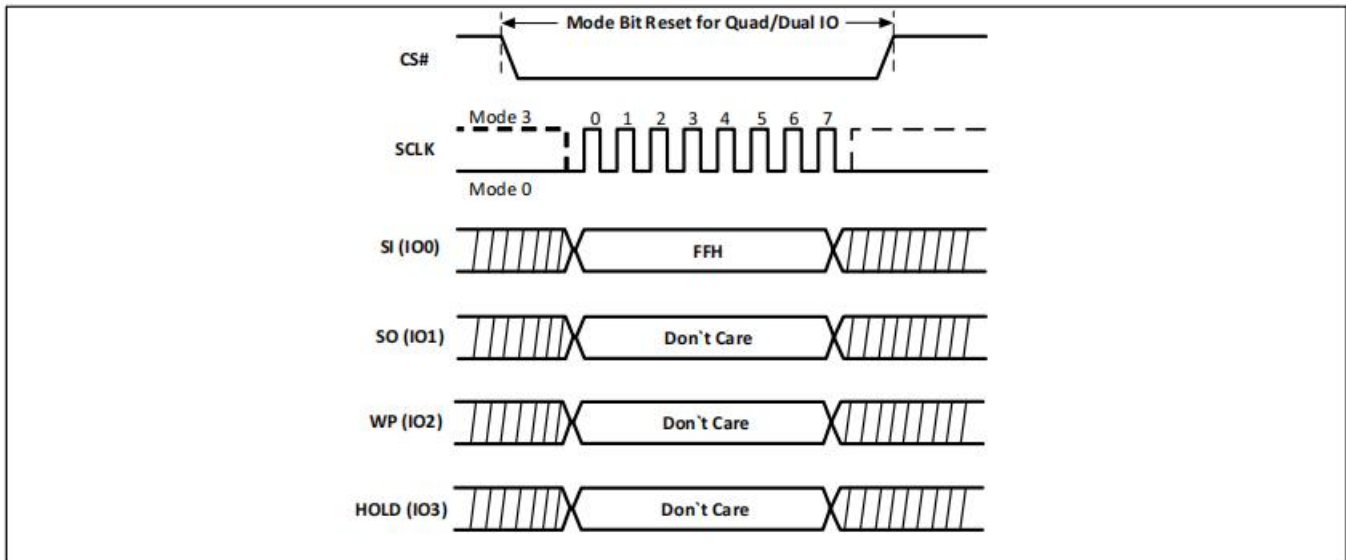 Mode Bit Reset for Quad/Dual IO
CS#
Mode 3
0 1 2 3 4 5 6 7
SCLK
Mode 0
SI (IO0)
FFH
SO (IO1)
Don`t Care
WP (IO2)
Don`t Care
HOLD (IO3)
Don`t Care